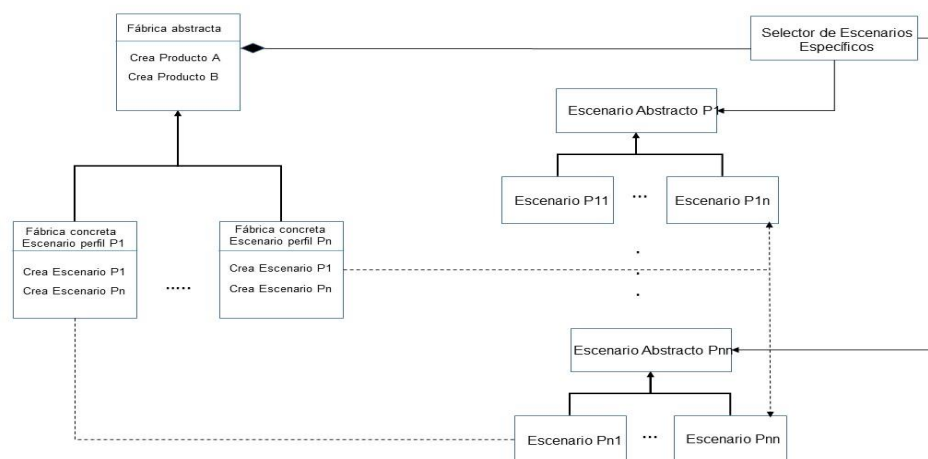 Fábrica abstracta
Crea Producto A
Crea Producto B
Selector de Escenarios
Específicos
Escenario Abstracto P1
Escenario P11
...
Escenario P1n
Fábrica concreta
Escenario perfil P1
Crea Escenario P1
Crea Escenario Pn
.....
Fábrica concreta
Escenario perfil Pn
Crea Escenario P1
Crea Escenario Pn
.
.
.
Escenario Abstracto Pnn
Escenario Pn1
...
Escenario Pnn